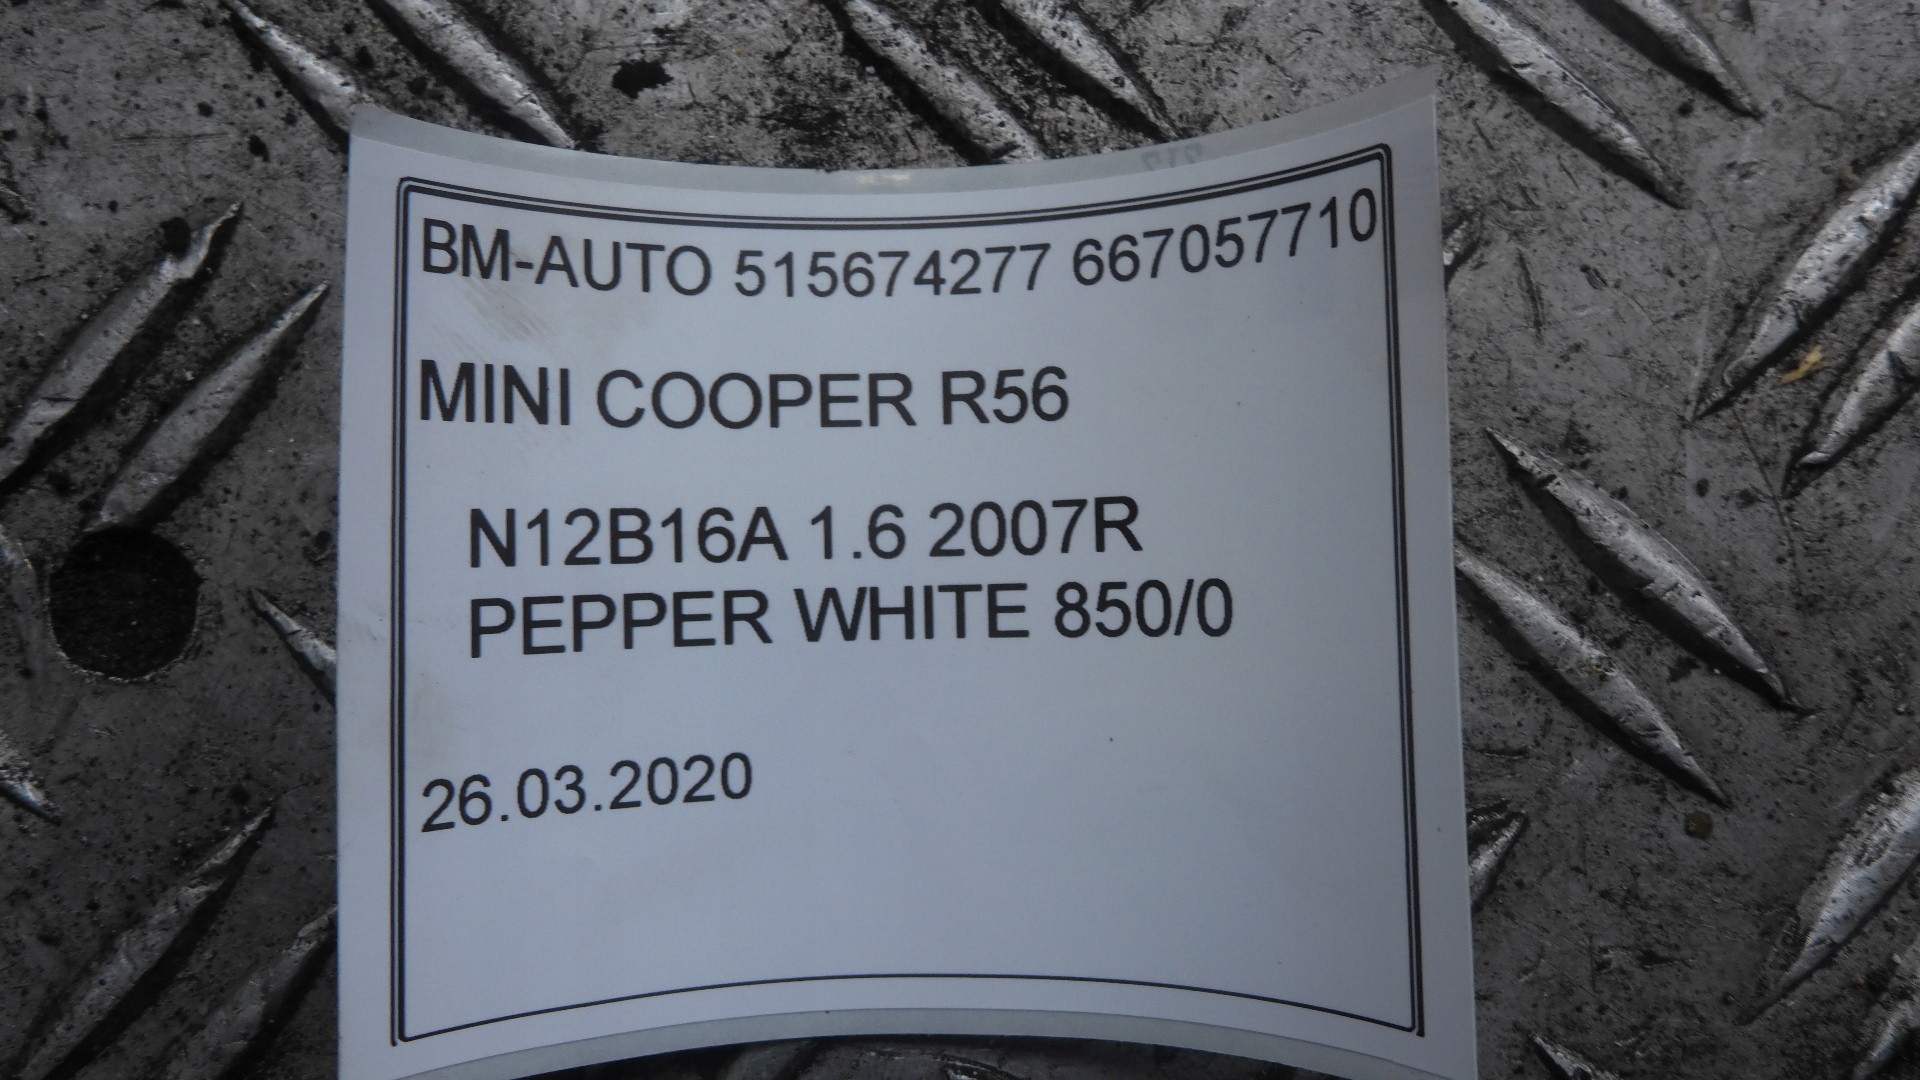 BM-AUTO 515674277 667057710
MINI COOPER R56
N12B16A 1.6 2007R
PEPPER WHITE 850/0
26.03.2020